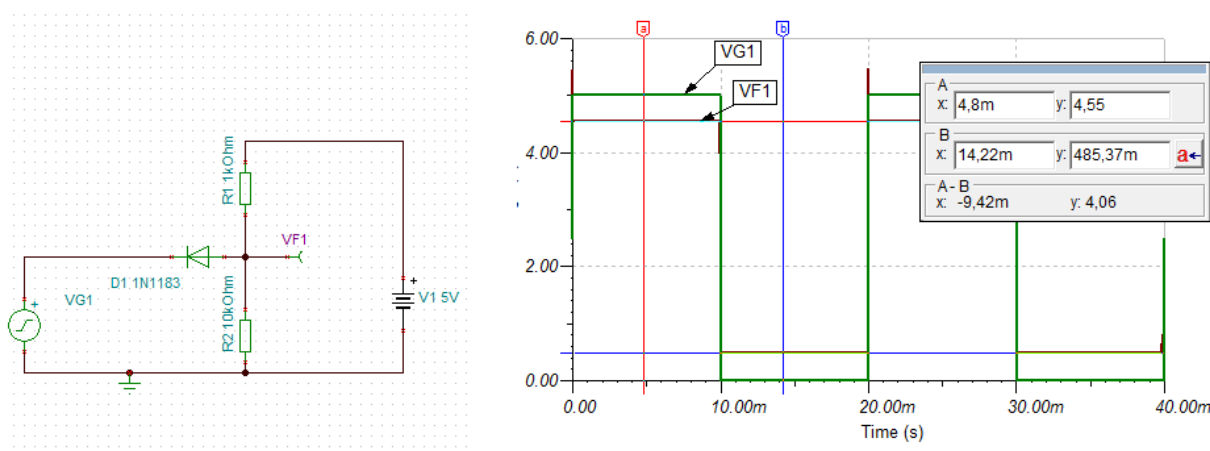 R1 1kOhm
VF1
D1 1N1183
VG1
+
+
V1 5V
R2 10kOhm
a
b
6.00
4.00
2.00
0.00
VG1
VF1
0.00
10.00m
20.00m
30.00m
40.00m
Time (s)
A
x: 4,8m y: 4,55
B
x: 14,22m y: 485,37m a
A - B
x: -9,42m y: 4,06